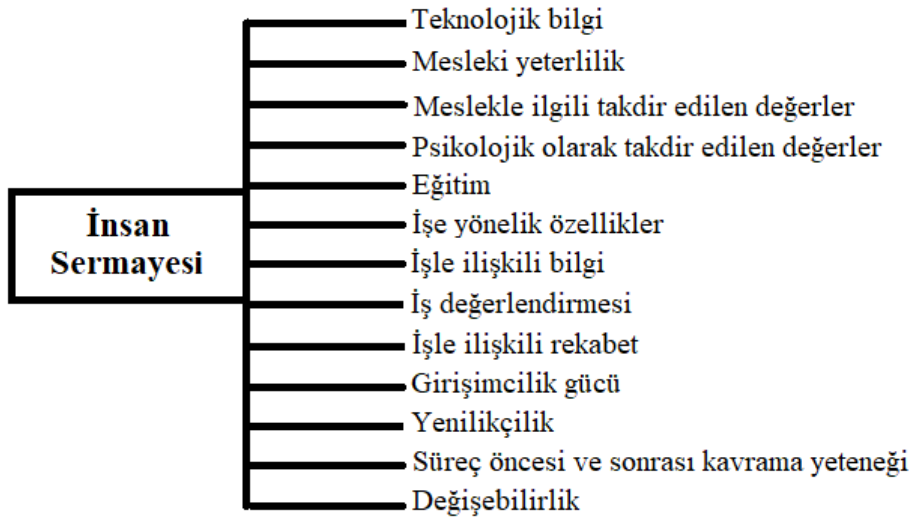 Teknolojik bilgi
Mesleki yeterlilik
Meslekle ilgili takdir edilen değerler
Psikolojik olarak takdir edilen değerler
Eğitim
İşe yönelik özellikler
İnsan
Sermayesi
İşle ilişkili bilgi
İş değerlendirmesi
İşle ilişkili rekabet
Girişimcilik gücü
Yenilikçilik
Süreç öncesi ve sonrası kavrama yeteneği
Değişebilirlik